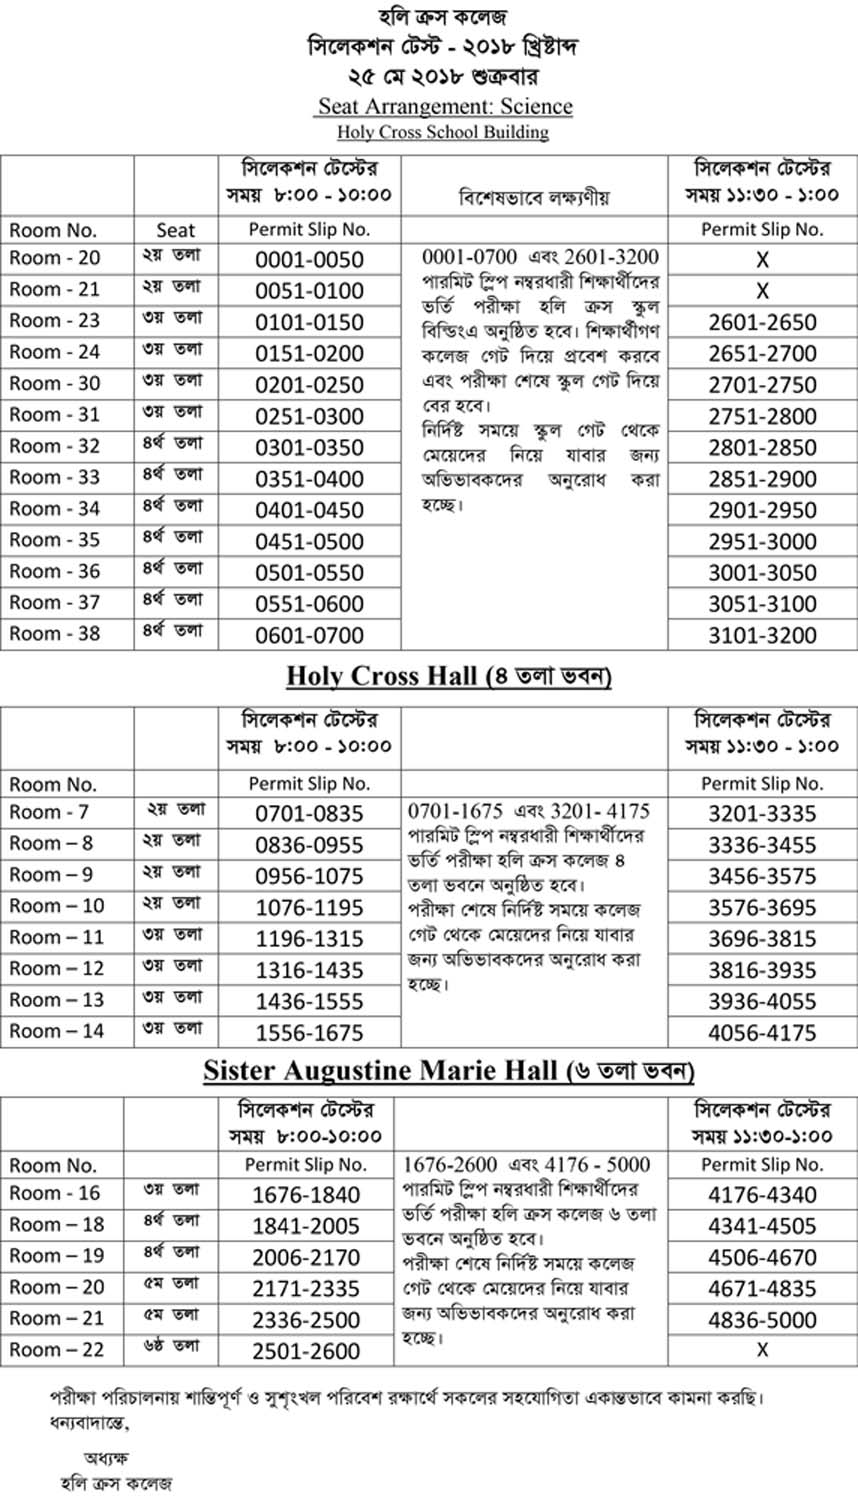 হলি ক্রস কলেজ
সিলেকশন টেস্ট - ২০১৮ খ্রিষ্টাব্দ
২৫ মে ২০১৮ শুক্রবার
Seat Arrangement: Science
Holy Cross School Building
সিলেকশন টেস্টের সময় ৮:০০ - ১০:০০ বিশেষভাবে লক্ষ্যণীয় সিলেকশন টেস্টের সময় ১১:৩০ - ১:০০
Room No. Seat Permit Slip No. Permit Slip No.
Room - 20 ২য় তলা 0001-0050 X
Room - 21 ২য় তলা 0051-0100 X
Room - 23 ৩য় তলা 0101-0150 2601-2650
Room - 24 ৩য় তলা 0151-0200 2651-2700
Room - 30 ৩য় তলা 0201-0250 2701-2750
Room - 31 ৩য় তলা 0251-0300 2751-2800
Room - 32 ৪র্থ তলা 0301-0350 2801-2850
Room - 33 ৪র্থ তলা 0351-0400 2851-2900
Room - 34 ৪র্থ তলা 0401-0450 2901-2950
Room - 35 ৪র্থ তলা 0451-0500 2951-3000
Room - 36 ৪র্থ তলা 0501-0550 3001-3050
Room - 37 ৪র্থ তলা 0551-0600 3051-3100
Room - 38 ৪র্থ তলা 0601-0700 3101-3200
0001-0700 এবং 2601-3200
পারমিট স্লিপ নম্বরধারী শিক্ষার্থীদের
ভর্তি পরীক্ষা হলি ক্রস স্কুল
বিল্ডিংএ অনুষ্ঠিত হবে। শিক্ষার্থীগণ
কলেজ গেট দিয়ে প্রবেশ করবে
এবং পরীক্ষা শেষে স্কুল গেট দিয়ে
বের হবে।
নির্দিষ্ট সময়ে স্কুল গেট থেকে
মেয়েদের নিয়ে যাবার জন্য
অভিভাবকদের অনুরোধ করা
হচ্ছে।
Holy Cross Hall (৪ তলা ভবন)
সিলেকশন টেস্টের সময় ৮:০০ - ১০:০০ সিলেকশন টেস্টের সময় ১১:৩০ - ১:০০
Room No. Permit Slip No. Permit Slip No.
Room - 7 ২য় তলা 0701-0835 3201-3335
Room – 8 ২য় তলা 0836-0955 3336-3455
Room – 9 ২য় তলা 0956-1075 3456-3575
Room – 10 ২য় তলা 1076-1195 3576-3695
Room – 11 ৩য় তলা 1196-1315 3696-3815
Room – 12 ৩য় তলা 1316-1435 3816-3935
Room – 13 ৩য় তলা 1436-1555 3936-4055
Room – 14 ৩য় তলা 1556-1675 4056-4175
0701-1675 এবং 3201- 4175
পারমিট স্লিপ নম্বরধারী শিক্ষার্থীদের
ভর্তি পরীক্ষা হলি ক্রস কলেজ ৪
তলা ভবনে অনুষ্ঠিত হবে।
পরীক্ষা শেষে নির্দিষ্ট সময়ে কলেজ
গেট থেকে মেয়েদের নিয়ে যাবার
জন্য অভিভাবকদের অনুরোধ করা
হচ্ছে।
Sister Augustine Marie Hall (৬ তলা ভবন)
সিলেকশন টেস্টের সময় ৮:০০-১০:০০ সিলেকশন টেস্টের সময় ১১:৩০-১:০০
Room No. Permit Slip No. Permit Slip No.
Room - 16 ৩য় তলা 1676-1840 4176-4340
Room – 18 ৪র্থ তলা 1841-2005 4341-4505
Room – 19 ৪র্থ তলা 2006-2170 4506-4670
Room – 20 ৫ম তলা 2171-2335 4671-4835
Room – 21 ৫ম তলা 2336-2500 4836-5000
Room – 22 ৬ষ্ঠ তলা 2501-2600 X
1676-2600 এবং 4176 - 5000
পারমিট স্লিপ নম্বরধারী শিক্ষার্থীদের
ভর্তি পরীক্ষা হলি ক্রস কলেজ ৬ তলা
ভবনে অনুষ্ঠিত হবে।
পরীক্ষা শেষে নির্দিষ্ট সময়ে কলেজ
গেট থেকে মেয়েদের নিয়ে যাবার
জন্য অভিভাবকদের অনুরোধ করা
হচ্ছে।
পরীক্ষা পরিচালনায় শান্তিপূর্ণ ও সুশৃংখল পরিবেশ রক্ষার্থে সকলের সহযোগিতা একান্তভাবে কামনা করছি।
ধন্যবাদান্তে,
অধ্যক্ষ
হলি ক্রস কলেজ